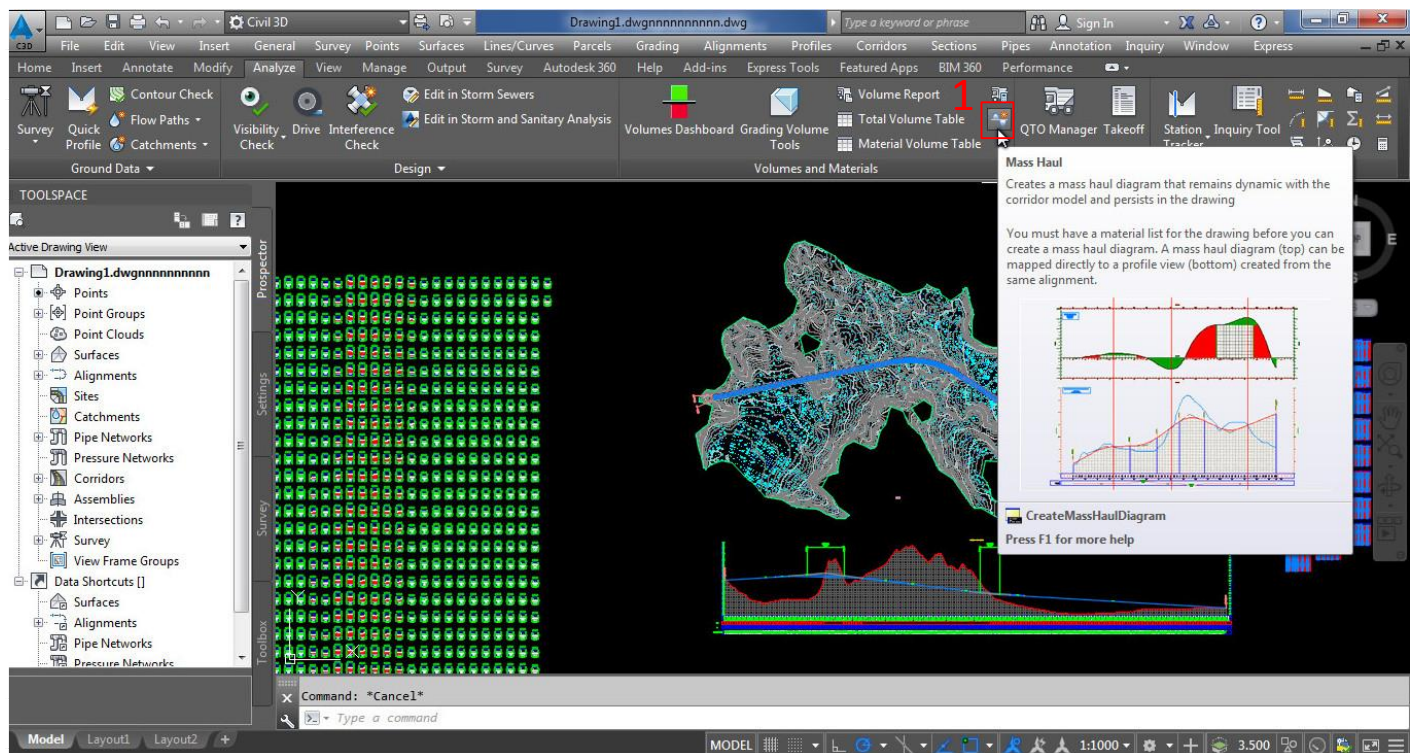 Civil 3D
Drawing1.dwgnnnnnnnnnn.dwg
Type a keyword or phrase
Sign In
C3D
File Edit View Insert General Survey Points Surfaces Lines/Curves Parcels Grading Alignments Profiles Corridors Sections Pipes Annotation Inquiry Window Express
Home Insert Annotate Modify Analyze View Manage Output Survey Autodesk 360 Help Add-ins Express Tools Featured Apps BIM 360 Performance
Survey
Quick Profile
Contour Check
Flow Paths
Catchments
Visibility Check
Drive
Interference Check
Edit in Storm Sewers
Edit in Storm and Sanitary Analysis
Volumes Dashboard
Grading Volume Tools
Volume Report
Total Volume Table
Material Volume Table
1
QTO Manager
Takeoff
Station Tracker
Inquiry Tool
Ground Data
Design
Volumes and Materials
Mass Haul
Creates a mass haul diagram that remains dynamic with the
corridor model and persists in the drawing
You must have a material list for the drawing before you can
create a mass haul diagram. A mass haul diagram (top) can be
mapped directly to a profile view (bottom) created from the
same alignment.
CreateMassHaulDiagram
Press F1 for more help
E
TOOLSPACE
Active Drawing View
Drawing1.dwgnnnnnnnnnn
Points
Point Groups
Point Clouds
Surfaces
Alignments
Sites
Catchments
Pipe Networks
Pressure Networks
Corridors
Assemblies
Intersections
Survey
View Frame Groups
Data Shortcuts []
Surfaces
Alignments
Pipe Networks
Pressure Networks
Prospector
Settings
Survey
Toolbox
Y
X
Command: *Cancel*
Type a command
Model Layout1 Layout2 +
MODEL
1:1000
3.500